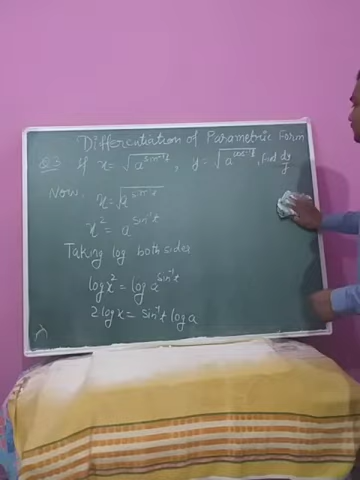 Differentiation of Parametric Form
Q.3 If x = √(a^(sin⁻¹t)), y = √(a^(cos⁻¹t)), find dy/
Now, x = √(a^(sin⁻¹t))
x² = a^(sin⁻¹t)
Taking log both sides
log x² = log a^(sin⁻¹t)
2 log x = sin⁻¹t log a